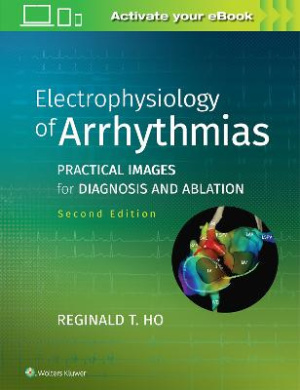 Activate your eBook
Electrophysiology
of Arrhythmias
PRACTICAL IMAGES
for DIAGNOSIS AND ABLATION
Second Edition
REGINALD T. HO
Wolters Kluwer